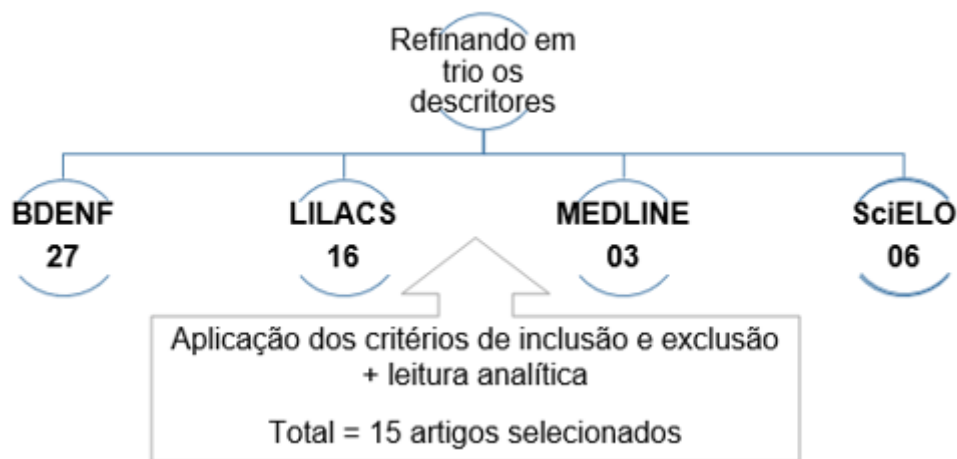 Refinando em
trio os
descritores
BDENF
27
LILACS
16
MEDLINE
03
SciELO
06
Aplicação dos critérios de inclusão e exclusão
+ leitura analítica
Total = 15 artigos selecionados